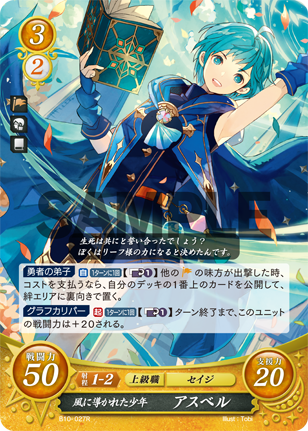 3
2
SAMPLE
生死は共にと誓い合ったでしょう？
ぼくはリーフ様の力になると決めたんです。
勇者の弟子 自 1ターンに1回 【1】他の の味方が出撃した時、
コストを支払うなら、自分のデッキの1番上のカードを公開して、
絆エリアに裏向きで置く。
グラフカリバー 起 1ターンに1回 【1】ターン終了まで、このユニット
の戦闘力は＋20される。
戦闘力 50 射程 1-2 上級職 セイジ 支援力 20
風に導かれた少年 アスベル
B10-027R Illust：Tobi